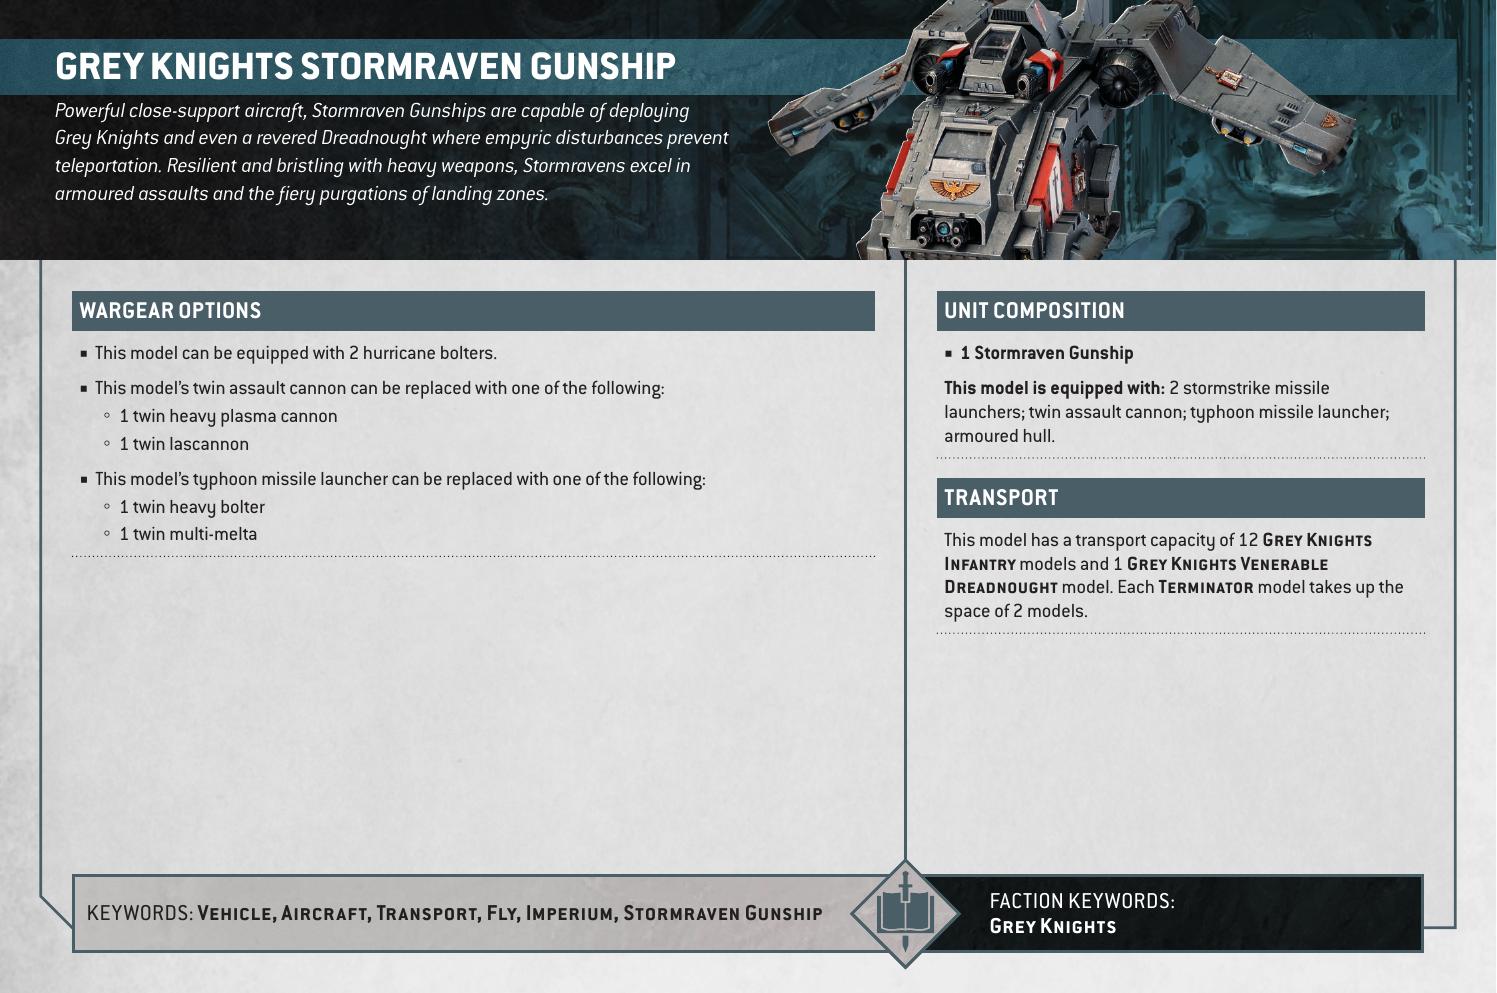 GREY KNIGHTS STORMRAVEN GUNSHIP
Powerful close-support aircraft, Stormraven Gunships are capable of deploying
Grey Knights and even a revered Dreadnought where empyric disturbances prevent
teleportation. Resilient and bristling with heavy weapons, Stormravens excel in
armoured assaults and the fiery purgations of landing zones.
WARGEAR OPTIONS
■ This model can be equipped with 2 hurricane bolters.
■ This model’s twin assault cannon can be replaced with one of the following:
◦ 1 twin heavy plasma cannon
◦ 1 twin lascannon
■ This model’s typhoon missile launcher can be replaced with one of the following:
◦ 1 twin heavy bolter
◦ 1 twin multi-melta
UNIT COMPOSITION
■ 1 Stormraven Gunship
This model is equipped with: 2 stormstrike missile
launchers; twin assault cannon; typhoon missile launcher;
armoured hull.
TRANSPORT
This model has a transport capacity of 12 GREY KNIGHTS
INFANTRY models and 1 GREY KNIGHTS VENERABLE
DREADNOUGHT model. Each TERMINATOR model takes up the
space of 2 models.
KEYWORDS: VEHICLE, AIRCRAFT, TRANSPORT, FLY, IMPERIUM, STORMRAVEN GUNSHIP
FACTION KEYWORDS:
GREY KNIGHTS